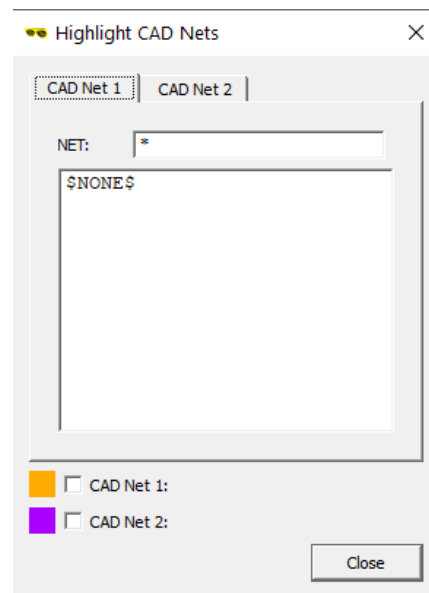 Highlight CAD Nets
CAD Net 1 CAD Net 2
NET: *
$NONE$
CAD Net 1:
CAD Net 2:
Close